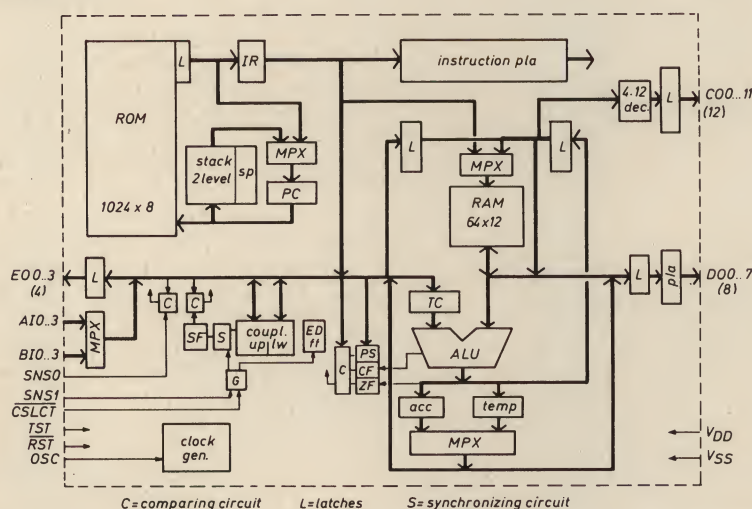 L
IR
instruction pla
ROM
1024 x 8
stack
2level
sp
MPX
PC
L
MPX
L
RAM
64x12
4.12
dec.
L
CO0...11
(12)
EO0..3
(4)
L
AI0..3
BI0..3
MPX
SNS0
SNS1
CSLCT
TST
RST
OSC
clock
gen.
C
C
SF
S
coupl.
up
lw
ED
ff
G
C
PS
CF
ZF
TC
ALU
acc
temp
MPX
L
pla
DO0..7
(8)
VDD
VSS
C=comparing circuit
L=latches
S=synchronizing circuit